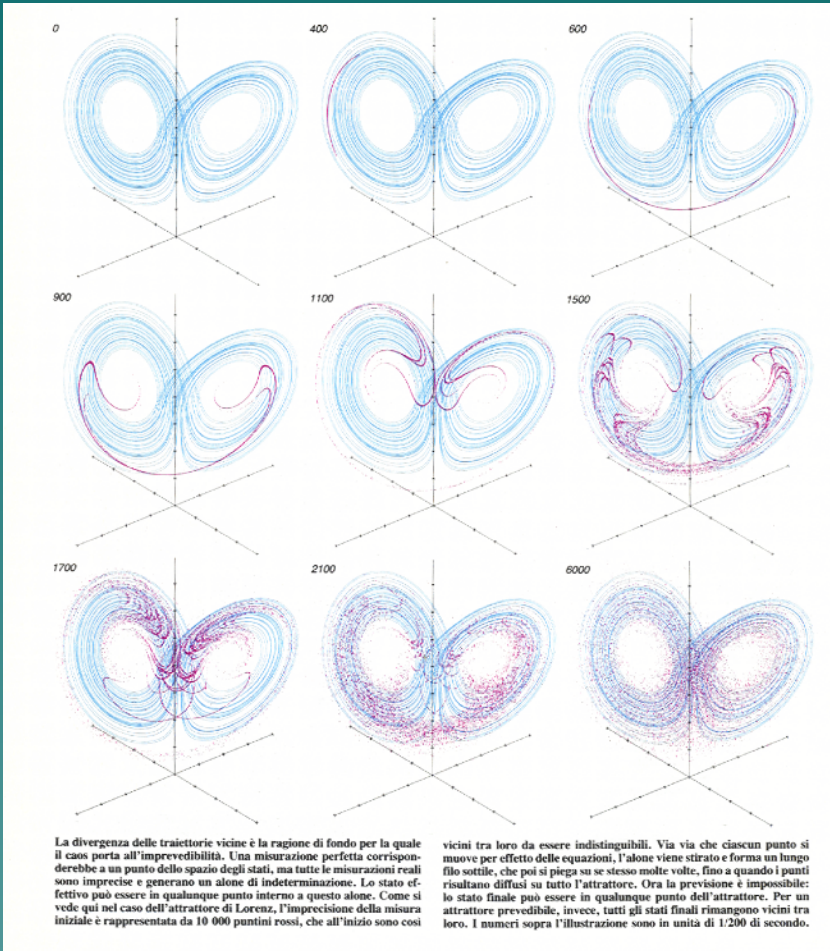 0
400
600
900
1100
1500
1700
2100
6000
La divergenza delle traiettorie vicine è la ragione di fondo per la quale
il caos porta all'imprevedibilità. Una misurazione perfetta corrispon-
derebbe a un punto dello spazio degli stati, ma tutte le misurazioni reali
sono imprecise e generano un alone di indeterminazione. Lo stato ef-
fettivo può essere in qualunque punto interno a questo alone. Come si
vede qui nel caso dell'attrattore di Lorenz, l'imprecisione della misura
iniziale è rappresentata da 10 000 puntini rossi, che all'inizio sono così
vicini tra loro da essere indistinguibili. Via via che ciascun punto si
muove per effetto delle equazioni, l'alone viene stirato e forma un lungo
filo sottile, che poi si piega su se stesso molte volte, fino a quando i punti
risultano diffusi su tutto l'attrattore. Ora la previsione è impossibile:
lo stato finale può essere in qualunque punto dell'attrattore. Per un
attrattore prevedibile, invece, tutti gli stati finali rimangono vicini tra
loro. I numeri sopra l'illustrazione sono in unità di 1/200 di secondo.